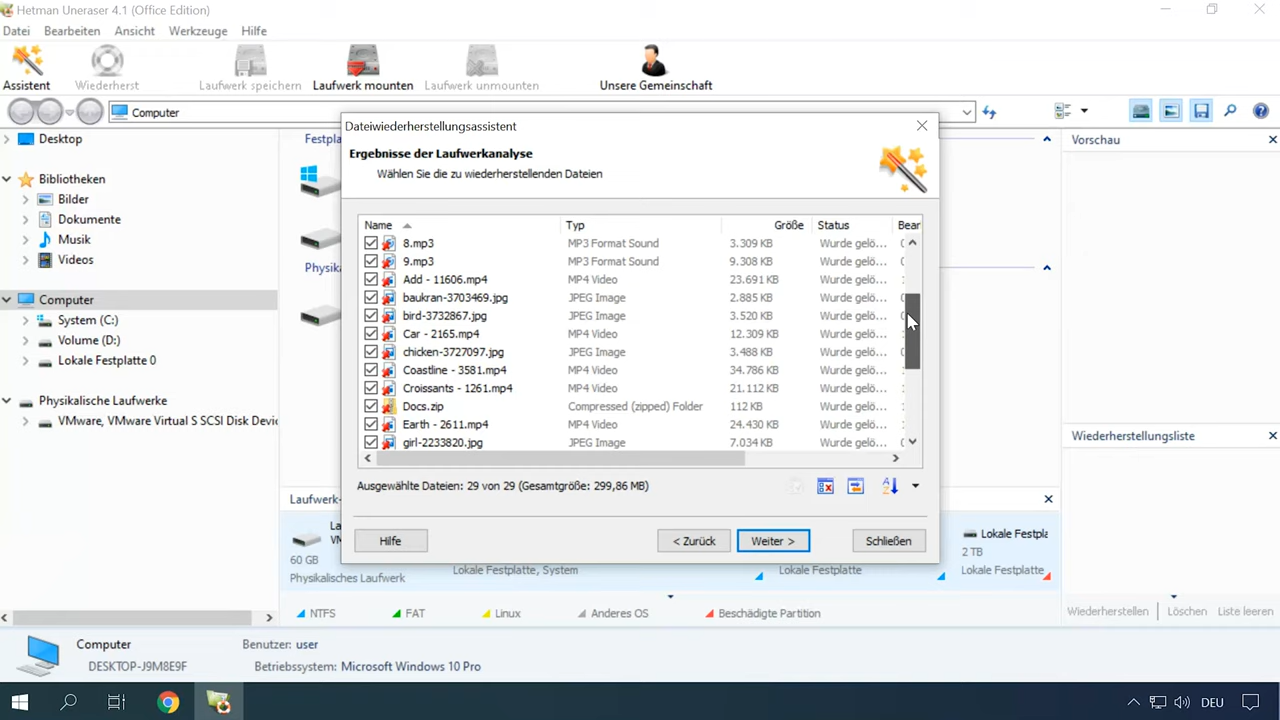 Hetman Uneraser 4.1 (Office Edition)
Datei Bearbeiten Ansicht Werkzeuge Hilfe
Assistent Wiederherst Laufwerk speichern Laufwerk mounten Laufwerk unmounten Unsere Gemeinschaft
Computer
Desktop
Bibliotheken
Bilder
Dokumente
Musik
Videos
Computer
System (C:)
Volume (D:)
Lokale Festplatte 0
Physikalische Laufwerke
VMware, VMware Virtual S SCSI Disk Devic
Festpla
Physika
Dateiwiederherstellungsassistent
Ergebnisse der Laufwerkanalyse
Wählen Sie die zu wiederherstellenden Dateien
Name Typ Größe Status Bear
8.mp3 MP3 Format Sound 3.309 KB Wurde gelö...
9.mp3 MP3 Format Sound 9.308 KB Wurde gelö...
Add - 11606.mp4 MP4 Video 23.691 KB Wurde gelö...
baukran-3703469.jpg JPEG Image 2.885 KB Wurde gelö...
bird-3732867.jpg JPEG Image 3.520 KB Wurde gelö...
Car - 2165.mp4 MP4 Video 12.309 KB Wurde gelö...
chicken-3727097.jpg JPEG Image 3.488 KB Wurde gelö...
Coastline - 3581.mp4 MP4 Video 34.786 KB Wurde gelö...
Croissants - 1261.mp4 MP4 Video 21.112 KB Wurde gelö...
Docs.zip Compressed (zipped) Folder 112 KB Wurde gelö...
Earth - 2611.mp4 MP4 Video 24.430 KB Wurde gelö...
girl-2233820.jpg JPEG Image 7.034 KB Wurde gelö...
Ausgewählte Dateien: 29 von 29 (Gesamtgröße: 299,86 MB)
Hilfe < Zurück Weiter > Schließen
Vorschau
Wiederherstellungsliste
Wiederherstellen Löschen Liste leeren
Laufwerk-
La
VM
60 GB
Physikalisches Laufwerk
Lokale Festplatte, System
Lokale Festplatte
Lokale Festpla
2 TB
Lokale Festplatte
NTFS FAT Linux Anderes OS Beschädigte Partition
Computer Benutzer: user
DESKTOP-J9M8E9F Betriebssystem: Microsoft Windows 10 Pro
DEU